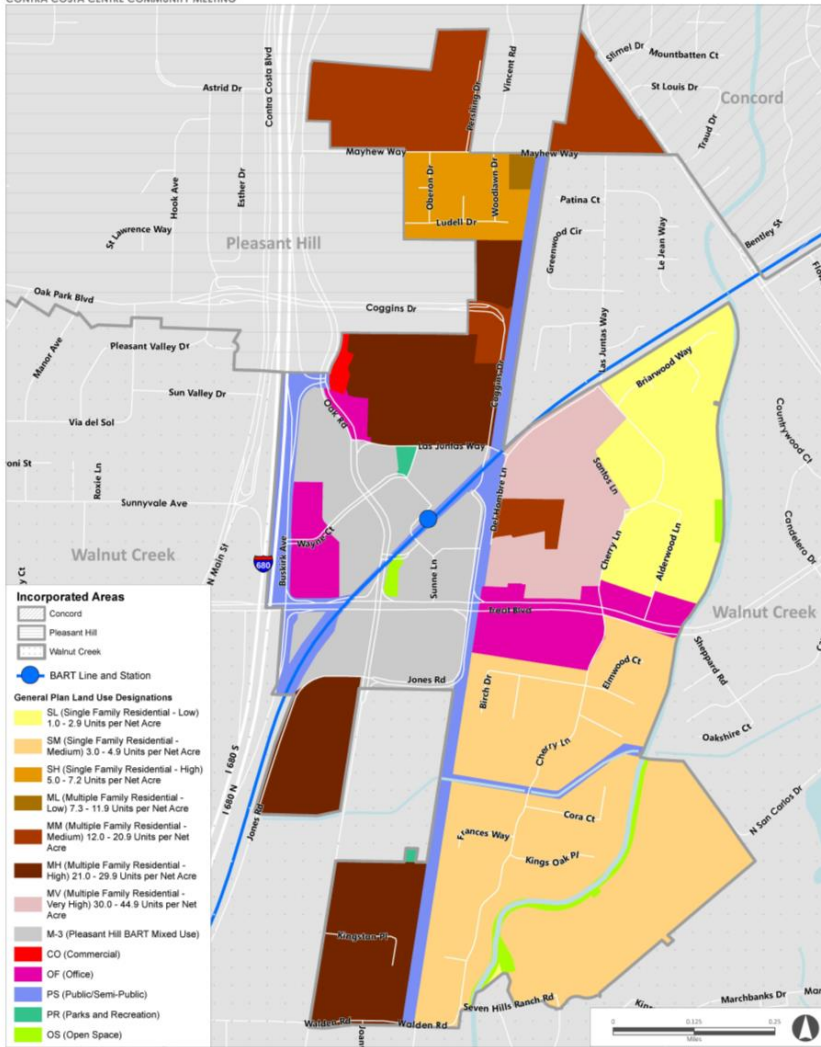 CONTRA COSTA CENTRE COMMUNITY MEETING
Contra Costa Blvd
Vincent Rd
Stimel Dr
Mountbatten Ct
Astrid Dr
St Louis Dr
Concord
Pershing Dr
Traud Dr
Mayhew Way
Mayhew Way
Hook Ave
Esther Dr
Oberon Dr
Woodlawn Dr
Patina Ct
St Lawrence Way
Ludell Dr
Greenwood Cir
Le Jean Way
Bentley St
Pleasant Hill
Oak Park Blvd
Coggins Dr
Manor Ave
Pleasant Valley Dr
Las Juntas Way
Briarwood Way
Sun Valley Dr
Coggins Dr
Oak Rd
Via del Sol
Las Juntas Way
Countrywood Ct
oni St
Roxie Ln
Santos Ln
Sunnyvale Ave
Del Hombre Ln
Candelero Dr
N Main St
Wayne Ct
Cherry Ln
Alderwood Ln
Walnut Creek
680
Buskirk Ave
Sunne Ln
y Ct
Treat Blvd
Walnut Creek
Sheppard Rd
Elmwood Ct
Jones Rd
Birch Dr
Oakshire Ct
Cherry Ln
I 680 S
I 680 N
Jones Rd
Cora Ct
N San Carlos Dr
Frances Way
Kings Oak Pl
Kingston Pl
Seven Hills Ranch Rd
Marchbanks Dr
Mar
Kin
Walden Rd
Walden Rd
Joan
Incorporated Areas
Concord
Pleasant Hill
Walnut Creek
BART Line and Station
General Plan Land Use Designations
SL (Single Family Residential - Low)
1.0 - 2.9 Units per Net Acre
SM (Single Family Residential -
Medium) 3.0 - 4.9 Units per Net Acre
SH (Single Family Residential - High)
5.0 - 7.2 Units per Net Acre
ML (Multiple Family Residential -
Low) 7.3 - 11.9 Units per Net Acre
MM (Multiple Family Residential -
Medium) 12.0 - 20.9 Units per Net
Acre
MH (Multiple Family Residential -
High) 21.0 - 29.9 Units per Net Acre
MV (Multiple Family Residential -
Very High) 30.0 - 44.9 Units per Net
Acre
M-3 (Pleasant Hill BART Mixed Use)
CO (Commercial)
OF (Office)
PS (Public/Semi-Public)
PR (Parks and Recreation)
OS (Open Space)
0 0.125 0.25
Miles